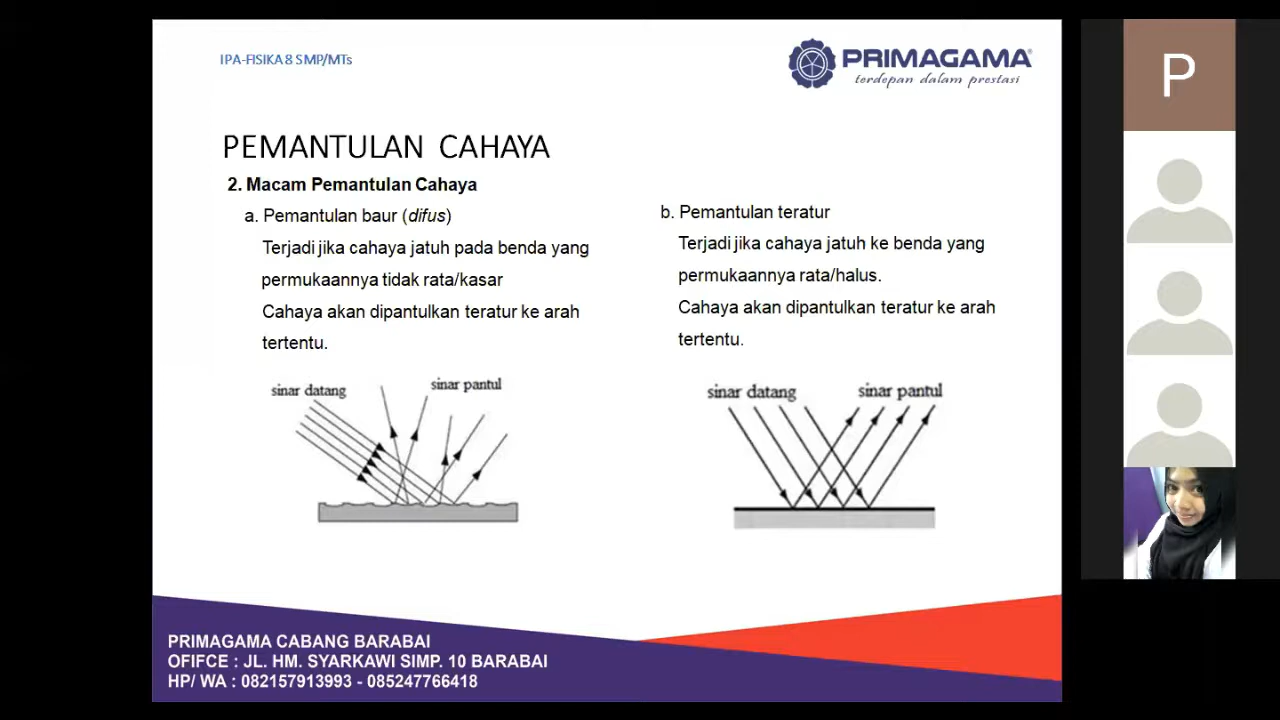 IPA-FISIKA 8 SMP/MTs
PRIMAGAMA
terdepan dalam prestasi
P
PEMANTULAN CAHAYA
2. Macam Pemantulan Cahaya
a. Pemantulan baur (difus)
Terjadi jika cahaya jatuh pada benda yang
permukaannya tidak rata/kasar
Cahaya akan dipantulkan teratur ke arah
tertentu.
sinar datang
sinar pantul
b. Pemantulan teratur
Terjadi jika cahaya jatuh ke benda yang
permukaannya rata/halus.
Cahaya akan dipantulkan teratur ke arah
tertentu.
sinar datang
sinar pantul
PRIMAGAMA CABANG BARABAI
OFIFCE : JL. HM. SYARKAWI SIMP. 10 BARABAI
HP/ WA : 082157913993 - 085247766418